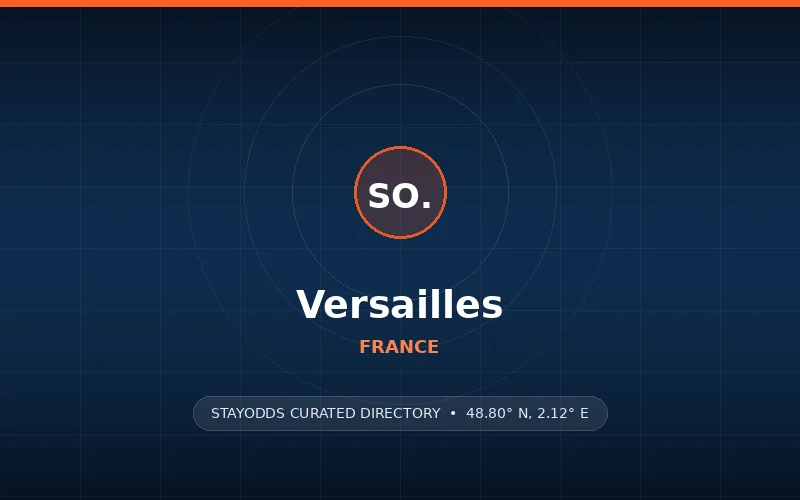 SO.
Versailles
FRANCE
STAYODDS CURATED DIRECTORY • 48.80° N, 2.12° E